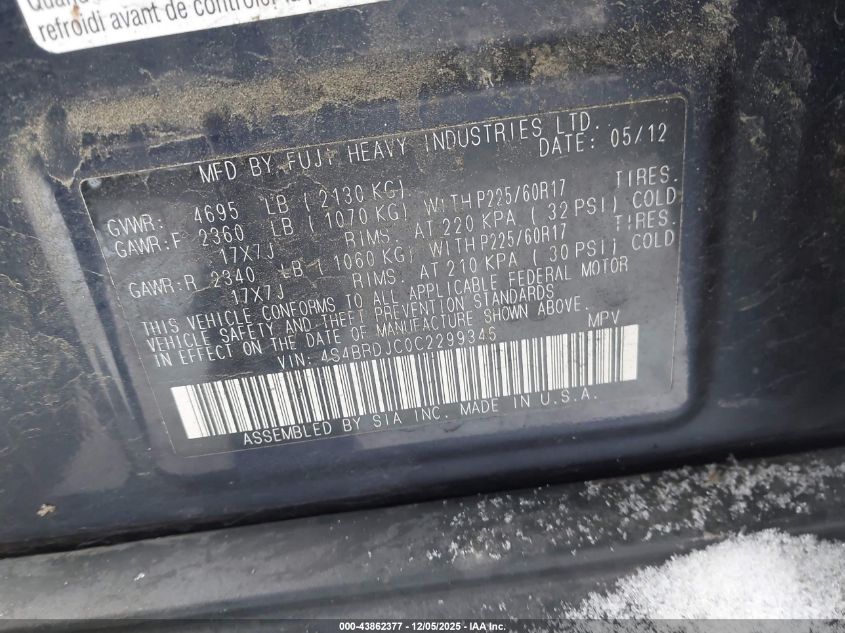 refroidi avant de contrôler
MFD BY FUJI HEAVY INDUSTRIES LTD.
DATE: 05/12
GVWR: 4695 LB ( 2130 KG)
GAWR:F 2360 LB ( 1070 KG) WITH P225/60R17 TIRES.
17X7J RIMS. AT 220 KPA ( 32 PSI) COLD
GAWR:R 2340 LB ( 1060 KG) WITH P225/60R17 TIRES.
17X7J RIMS. AT 210 KPA ( 30 PSI) COLD
THIS VEHICLE CONFORMS TO ALL APPLICABLE FEDERAL MOTOR
VEHICLE SAFETY AND THEFT PREVENTION STANDARDS
IN EFFECT ON THE DATE OF MANUFACTURE SHOWN ABOVE.
VIN: 4S4BRDJC0C2299345 MPV
ASSEMBLED BY SIA INC. MADE IN U.S.A.
000-43862377 - 12/05/2025 - IAA Inc.